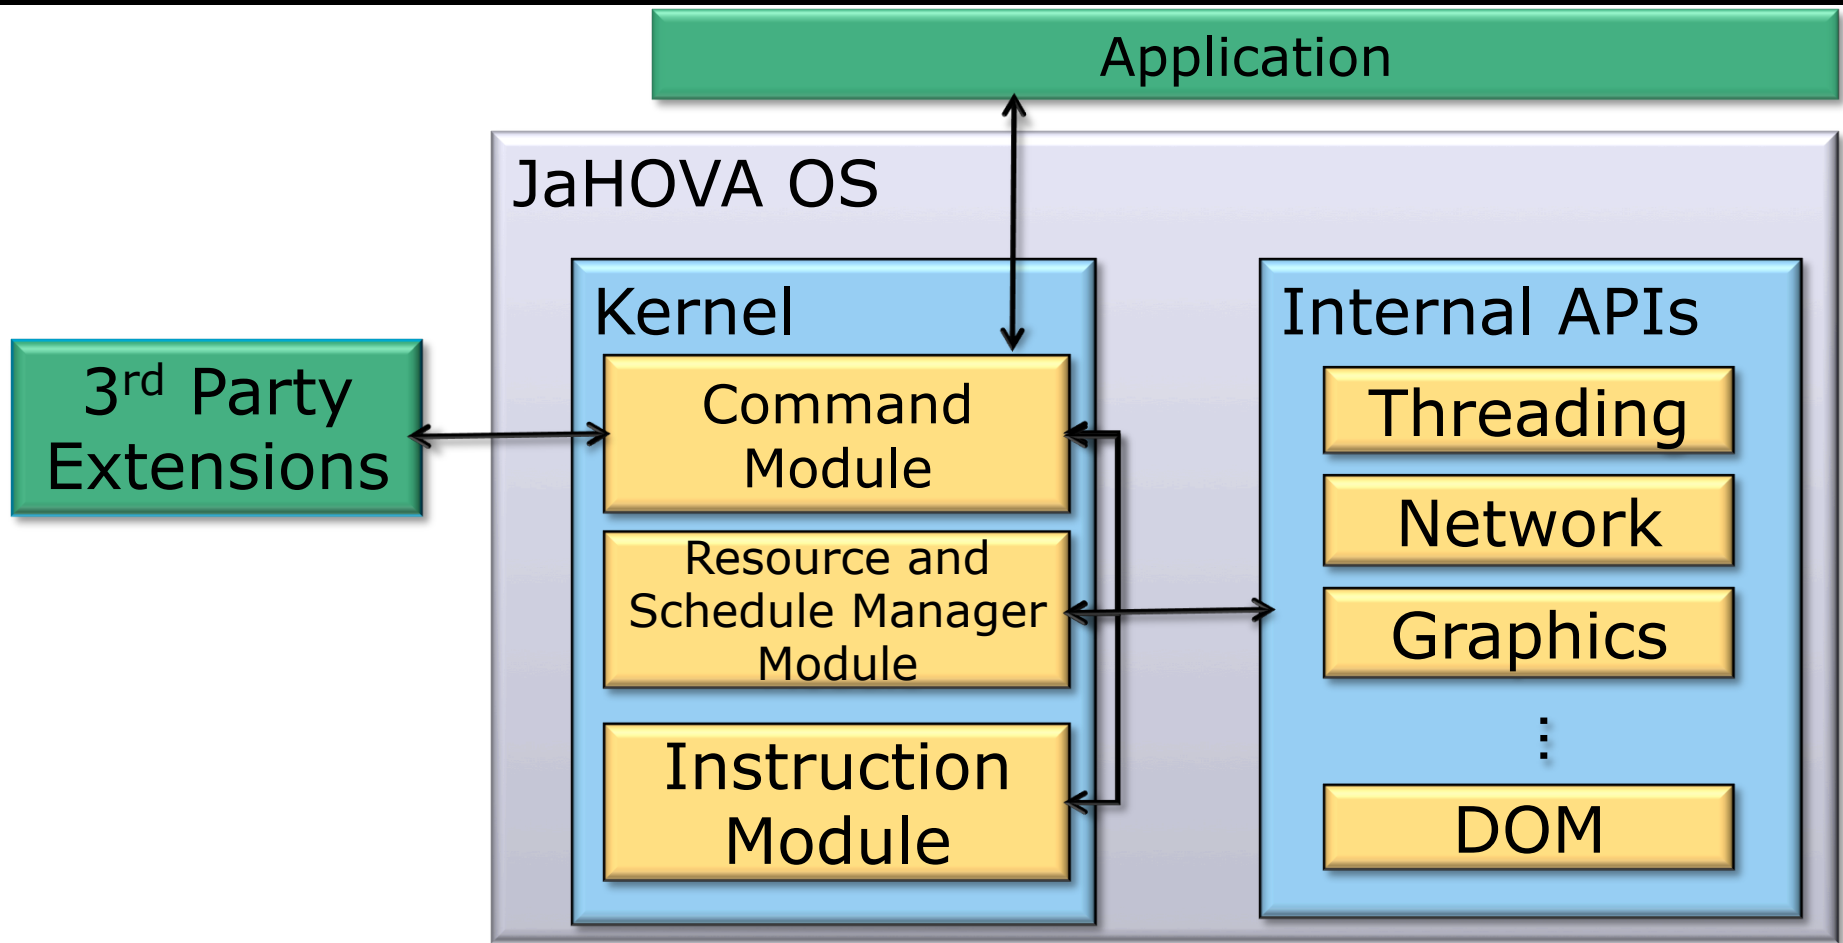 Application
JaHOVA OS
Kernel
Internal APIs
3rd Party
Extensions
Command
Module
Resource and
Schedule Manager
Module
Instruction
Module
Threading
Network
Graphics
...
DOM